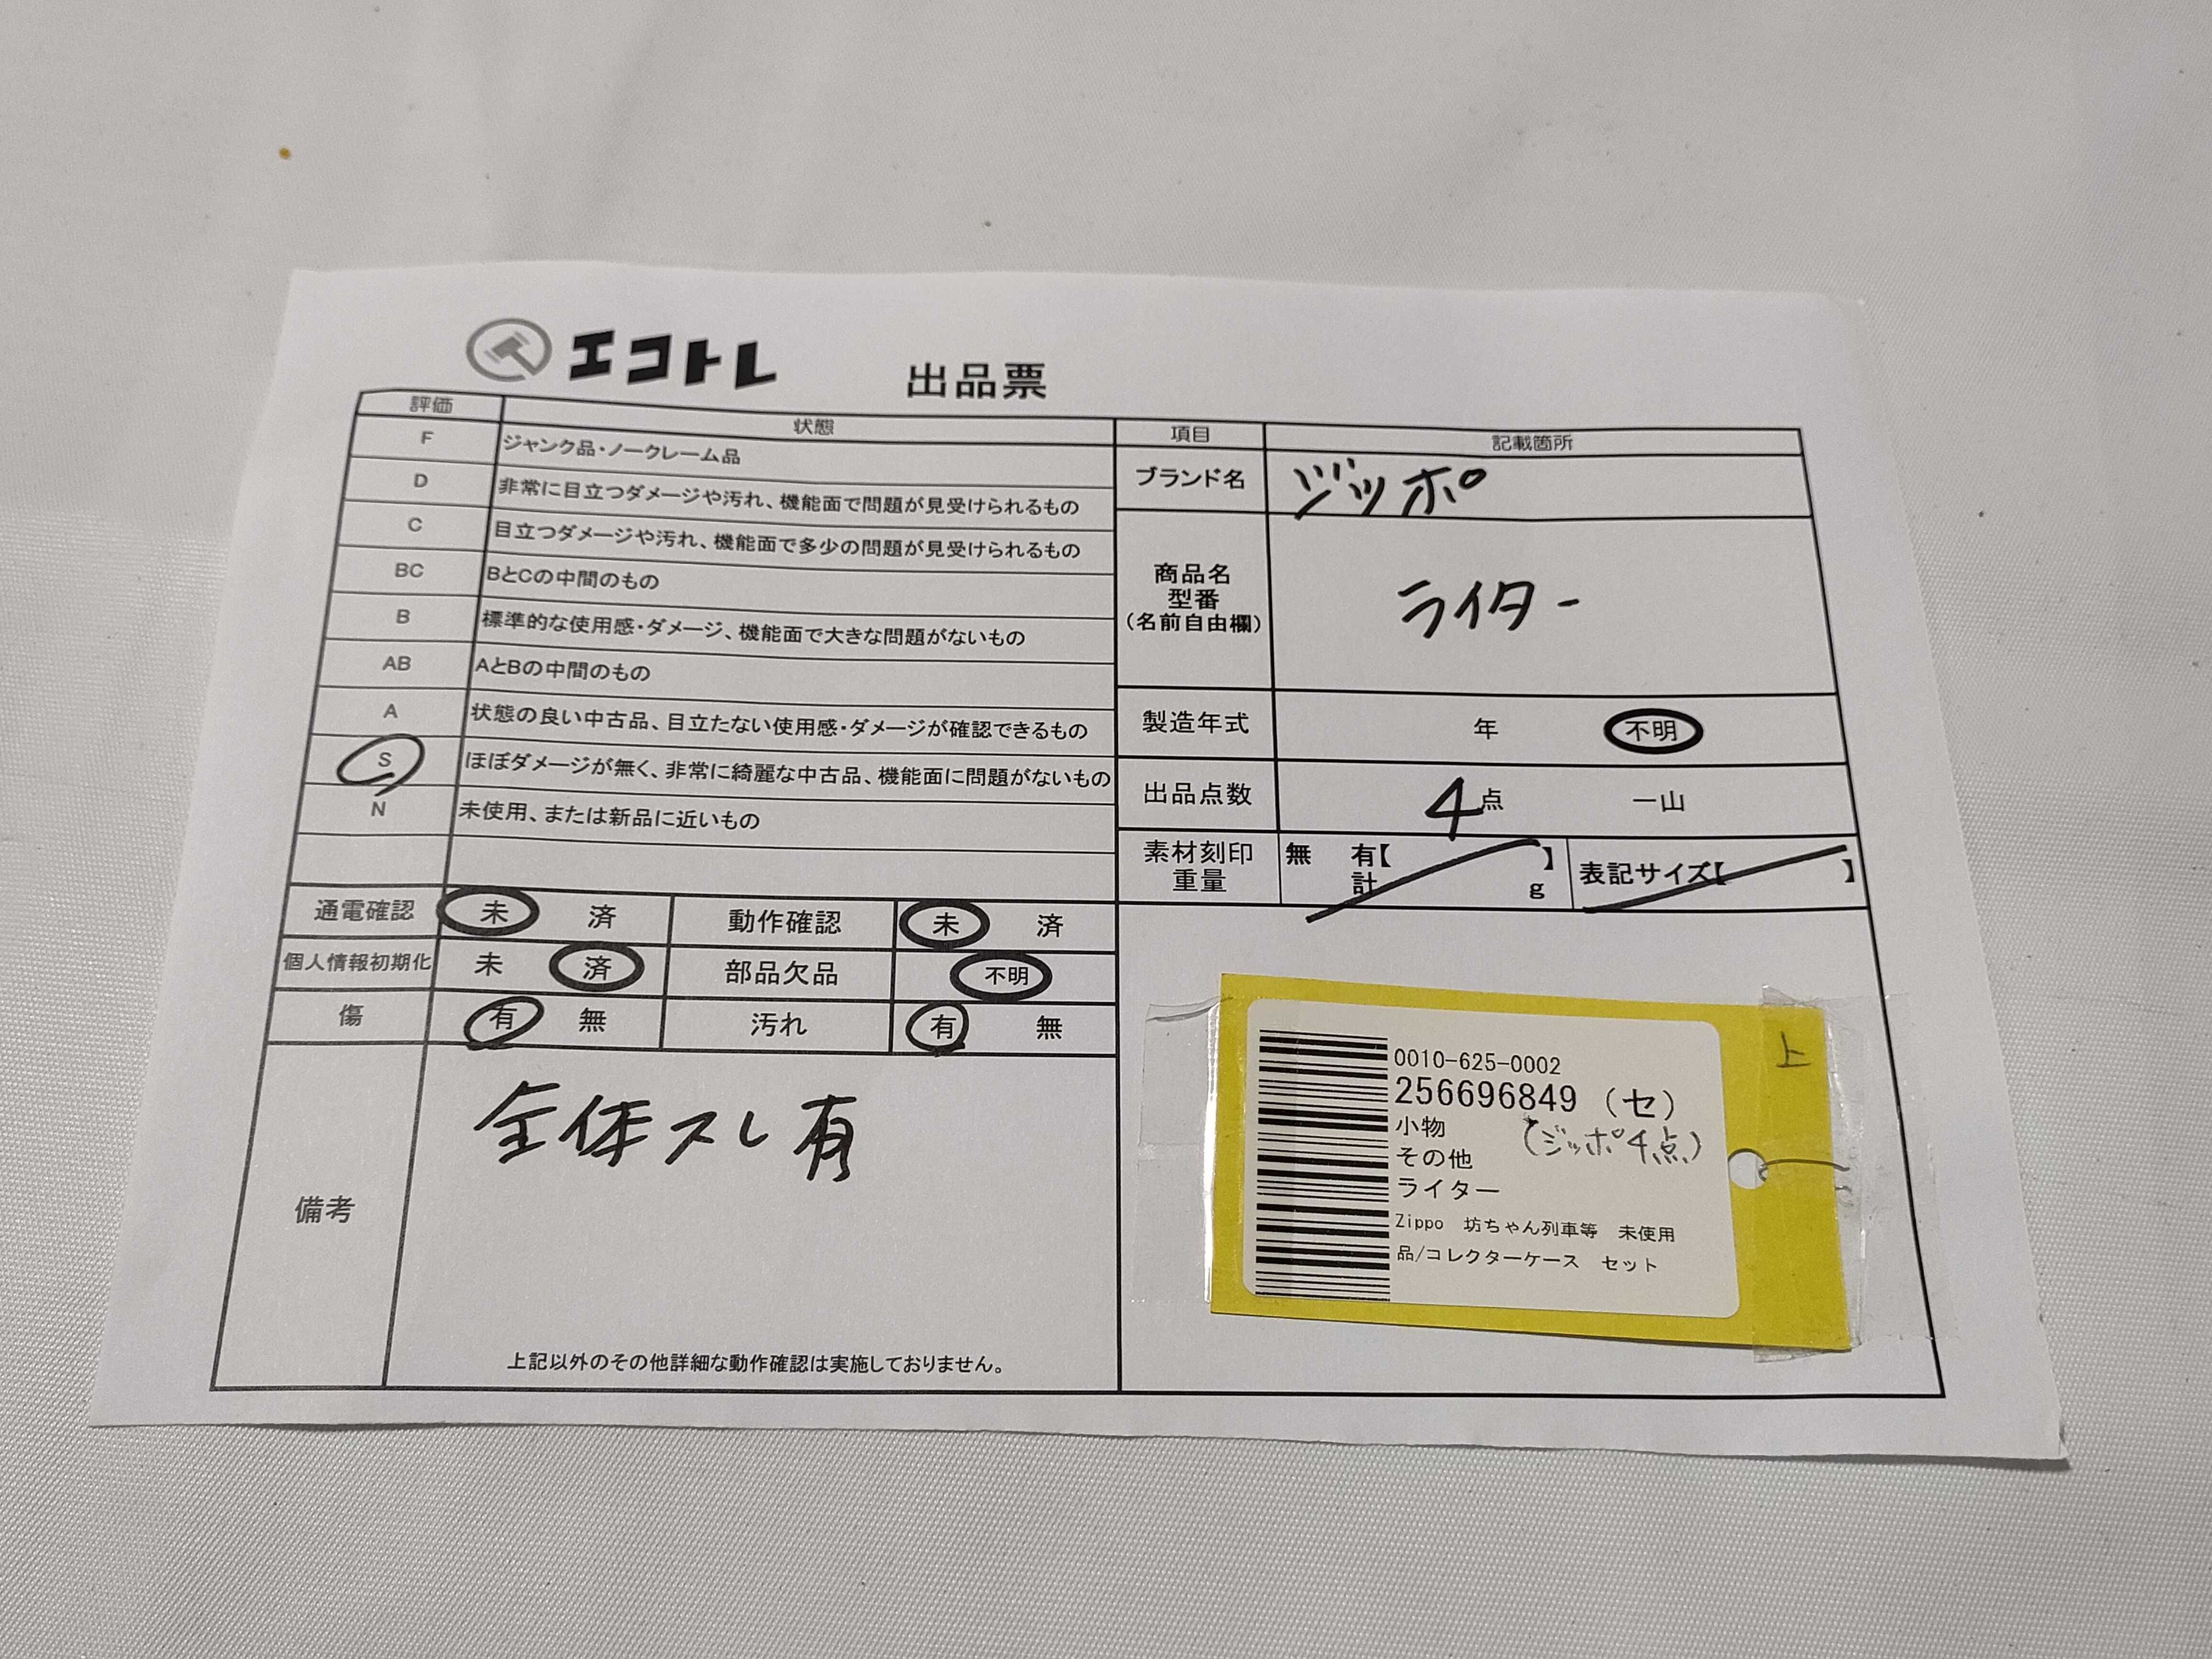 エコトレ 出品票
評価 状態
F ジャンク品・ノークレーム品
D 非常に目立つダメージや汚れ、機能面で問題が見受けられるもの
C 目立つダメージや汚れ、機能面で多少の問題が見受けられるもの
BC BとCの中間のもの
B 標準的な使用感・ダメージ、機能面で大きな問題がないもの
AB AとBの中間のもの
A 状態の良い中古品、目立たない使用感・ダメージが確認できるもの
S ほぼダメージが無く、非常に綺麗な中古品、機能面に問題がないもの
N 未使用、または新品に近いもの
通電確認 未 済 動作確認 未 済
個人情報初期化 未 済 部品欠品 不明
傷 有 無 汚れ 有 無
備考
全体スレ有
上記以外のその他詳細な動作確認は実施しておりません。
項目 記載箇所
ブランド名 ジッポ
商品名
型番
(名前自由欄)
ライター
製造年式 年 不明
出品点数 4点 一山
素材刻印 無 有【 】 表記サイズ【 】
重量 計 g
上
0010-625-0002
256696849 (セ)
小物 (ジッポ4点)
その他
ライター
Zippo 坊ちゃん列車等 未使用
品/コレクターケース セット